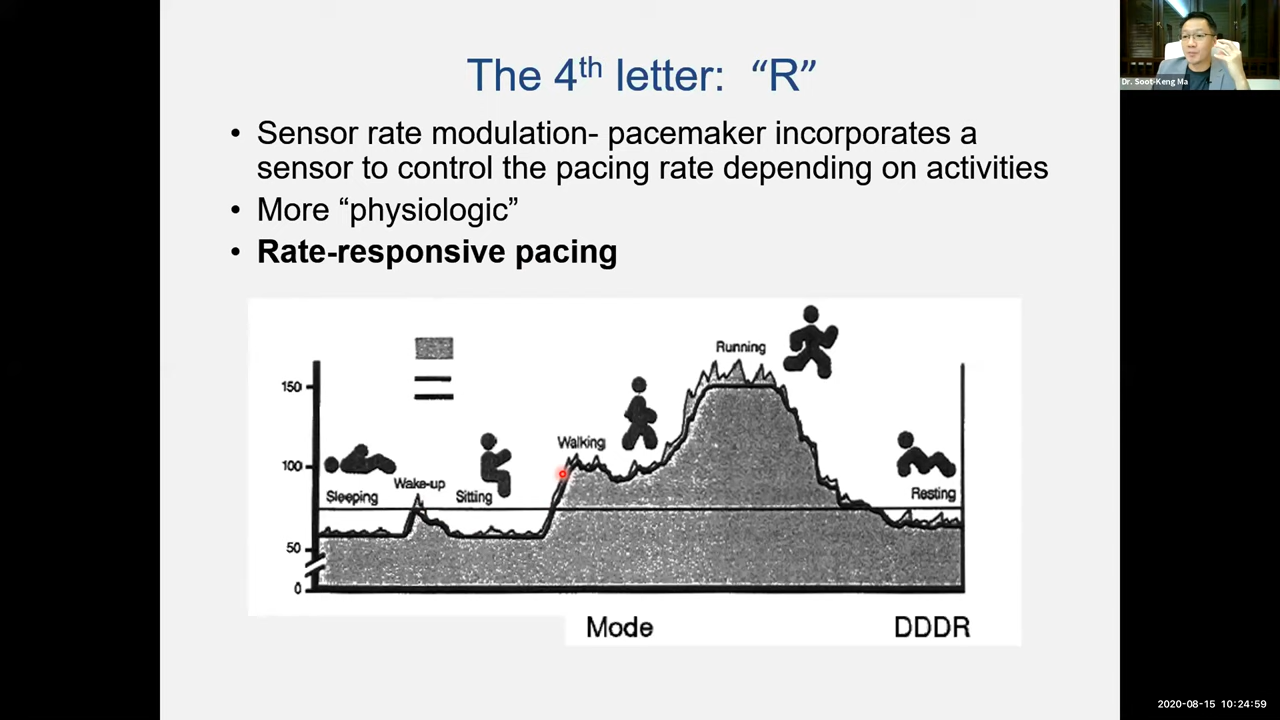 The 4th letter: “R”
• Sensor rate modulation- pacemaker incorporates a
sensor to control the pacing rate depending on activities
• More “physiologic”
• Rate-responsive pacing
150
100
50
0
Sleeping
Wake-up
Sitting
Walking
Running
Resting
Mode
DDDR
Dr. Soot-Keng Ma
2020-08-15 10:24:59